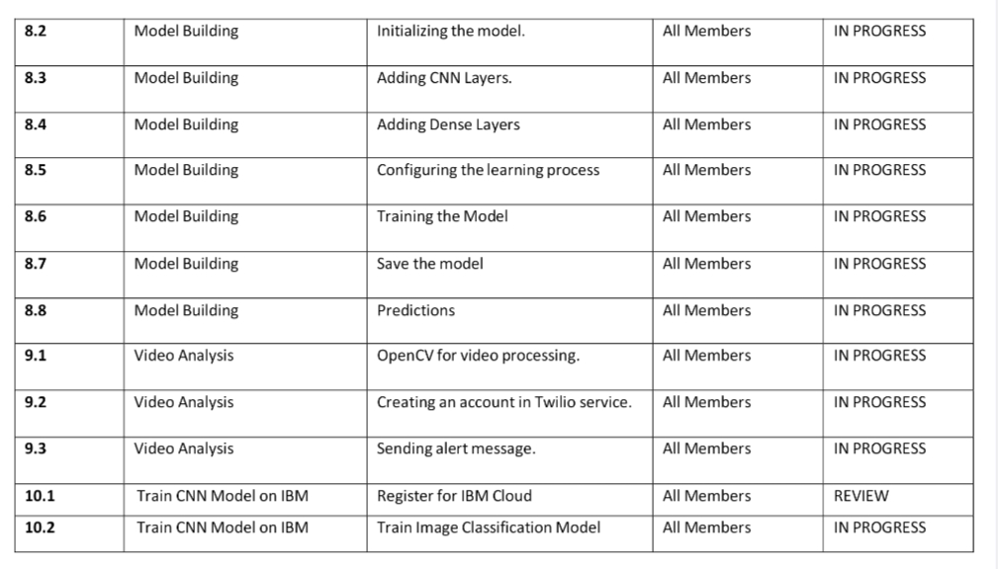 8.2 Model Building Initializing the model. All Members IN PROGRESS
8.3 Model Building Adding CNN Layers. All Members IN PROGRESS
8.4 Model Building Adding Dense Layers All Members IN PROGRESS
8.5 Model Building Configuring the learning process All Members IN PROGRESS
8.6 Model Building Training the Model All Members IN PROGRESS
8.7 Model Building Save the model All Members IN PROGRESS
8.8 Model Building Predictions All Members IN PROGRESS
9.1 Video Analysis OpenCV for video processing. All Members IN PROGRESS
9.2 Video Analysis Creating an account in Twilio service. All Members IN PROGRESS
9.3 Video Analysis Sending alert message. All Members IN PROGRESS
10.1 Train CNN Model on IBM Register for IBM Cloud All Members REVIEW
10.2 Train CNN Model on IBM Train Image Classification Model All Members IN PROGRESS